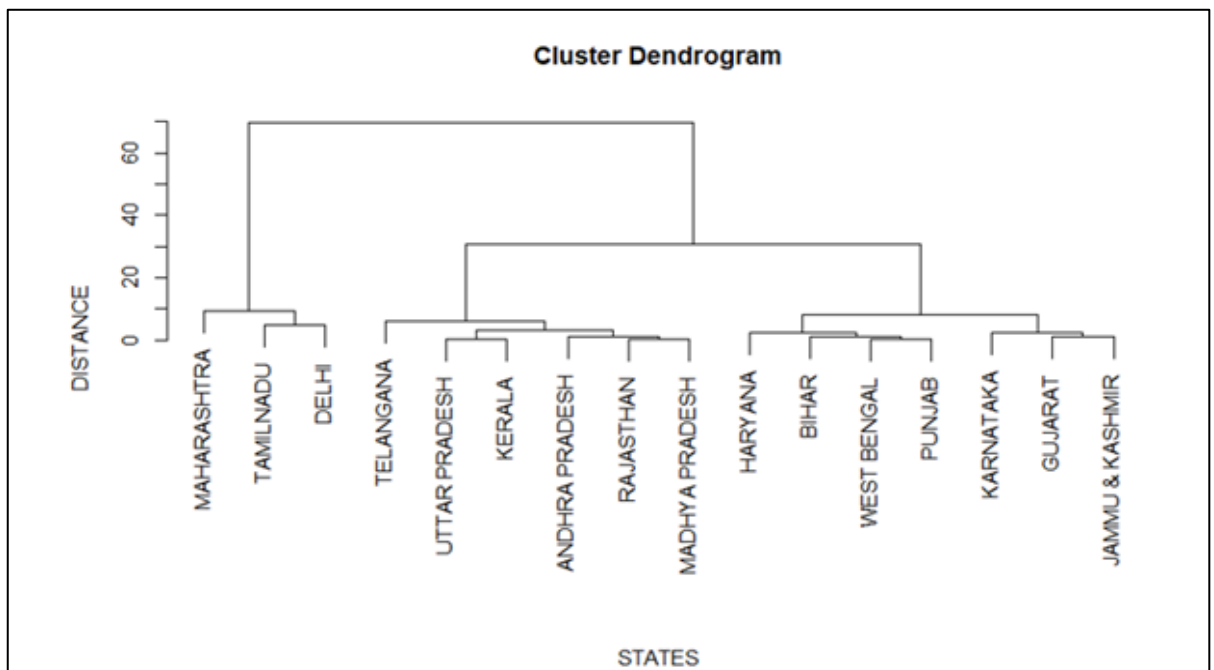 Cluster Dendrogram
60
40
20
0
DISTANCE
MAHARASHTRA
TAMILNADU
DELHI
TELANGANA
UTTAR PRADESH
KERALA
ANDHRA PRADESH
RAJASTHAN
MADHYA PRADESH
HARYANA
BIHAR
WEST BENGAL
PUNJAB
KARNATAKA
GUJARAT
JAMMU & KASHMIR
STATES